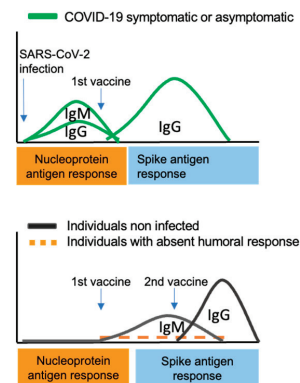 COVID-19 symptomatic or asymptomatic
SARS-CoV-2
infection
1st vaccine
IgM
IgG
IgG
Nucleoprotein
antigen response
Spike antigen
response
Individuals non infected
Individuals with absent humoral response
1st vaccine
2nd vaccine
IgM
IgG
Nucleoprotein
antigen response
Spike antigen
response